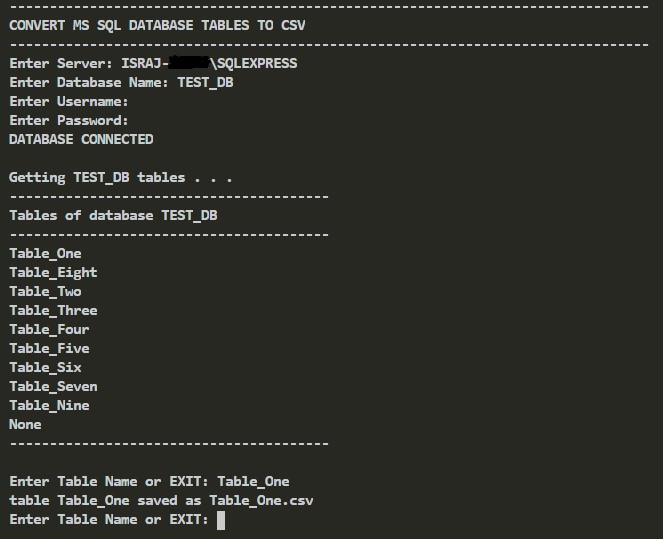 --------------------------------------------------------------------------------
CONVERT MS SQL DATABASE TABLES TO CSV
--------------------------------------------------------------------------------
Enter Server: ISRAJ-\SQLEXPRESS
Enter Database Name: TEST_DB
Enter Username:
Enter Password:
DATABASE CONNECTED
Getting TEST_DB tables . . .
----------------------------------------
Tables of database TEST_DB
----------------------------------------
Table_One
Table_Eight
Table_Two
Table_Three
Table_Four
Table_Five
Table_Six
Table_Seven
Table_Nine
None
----------------------------------------
Enter Table Name or EXIT: Table_One
table Table_One saved as Table_One.csv
Enter Table Name or EXIT: